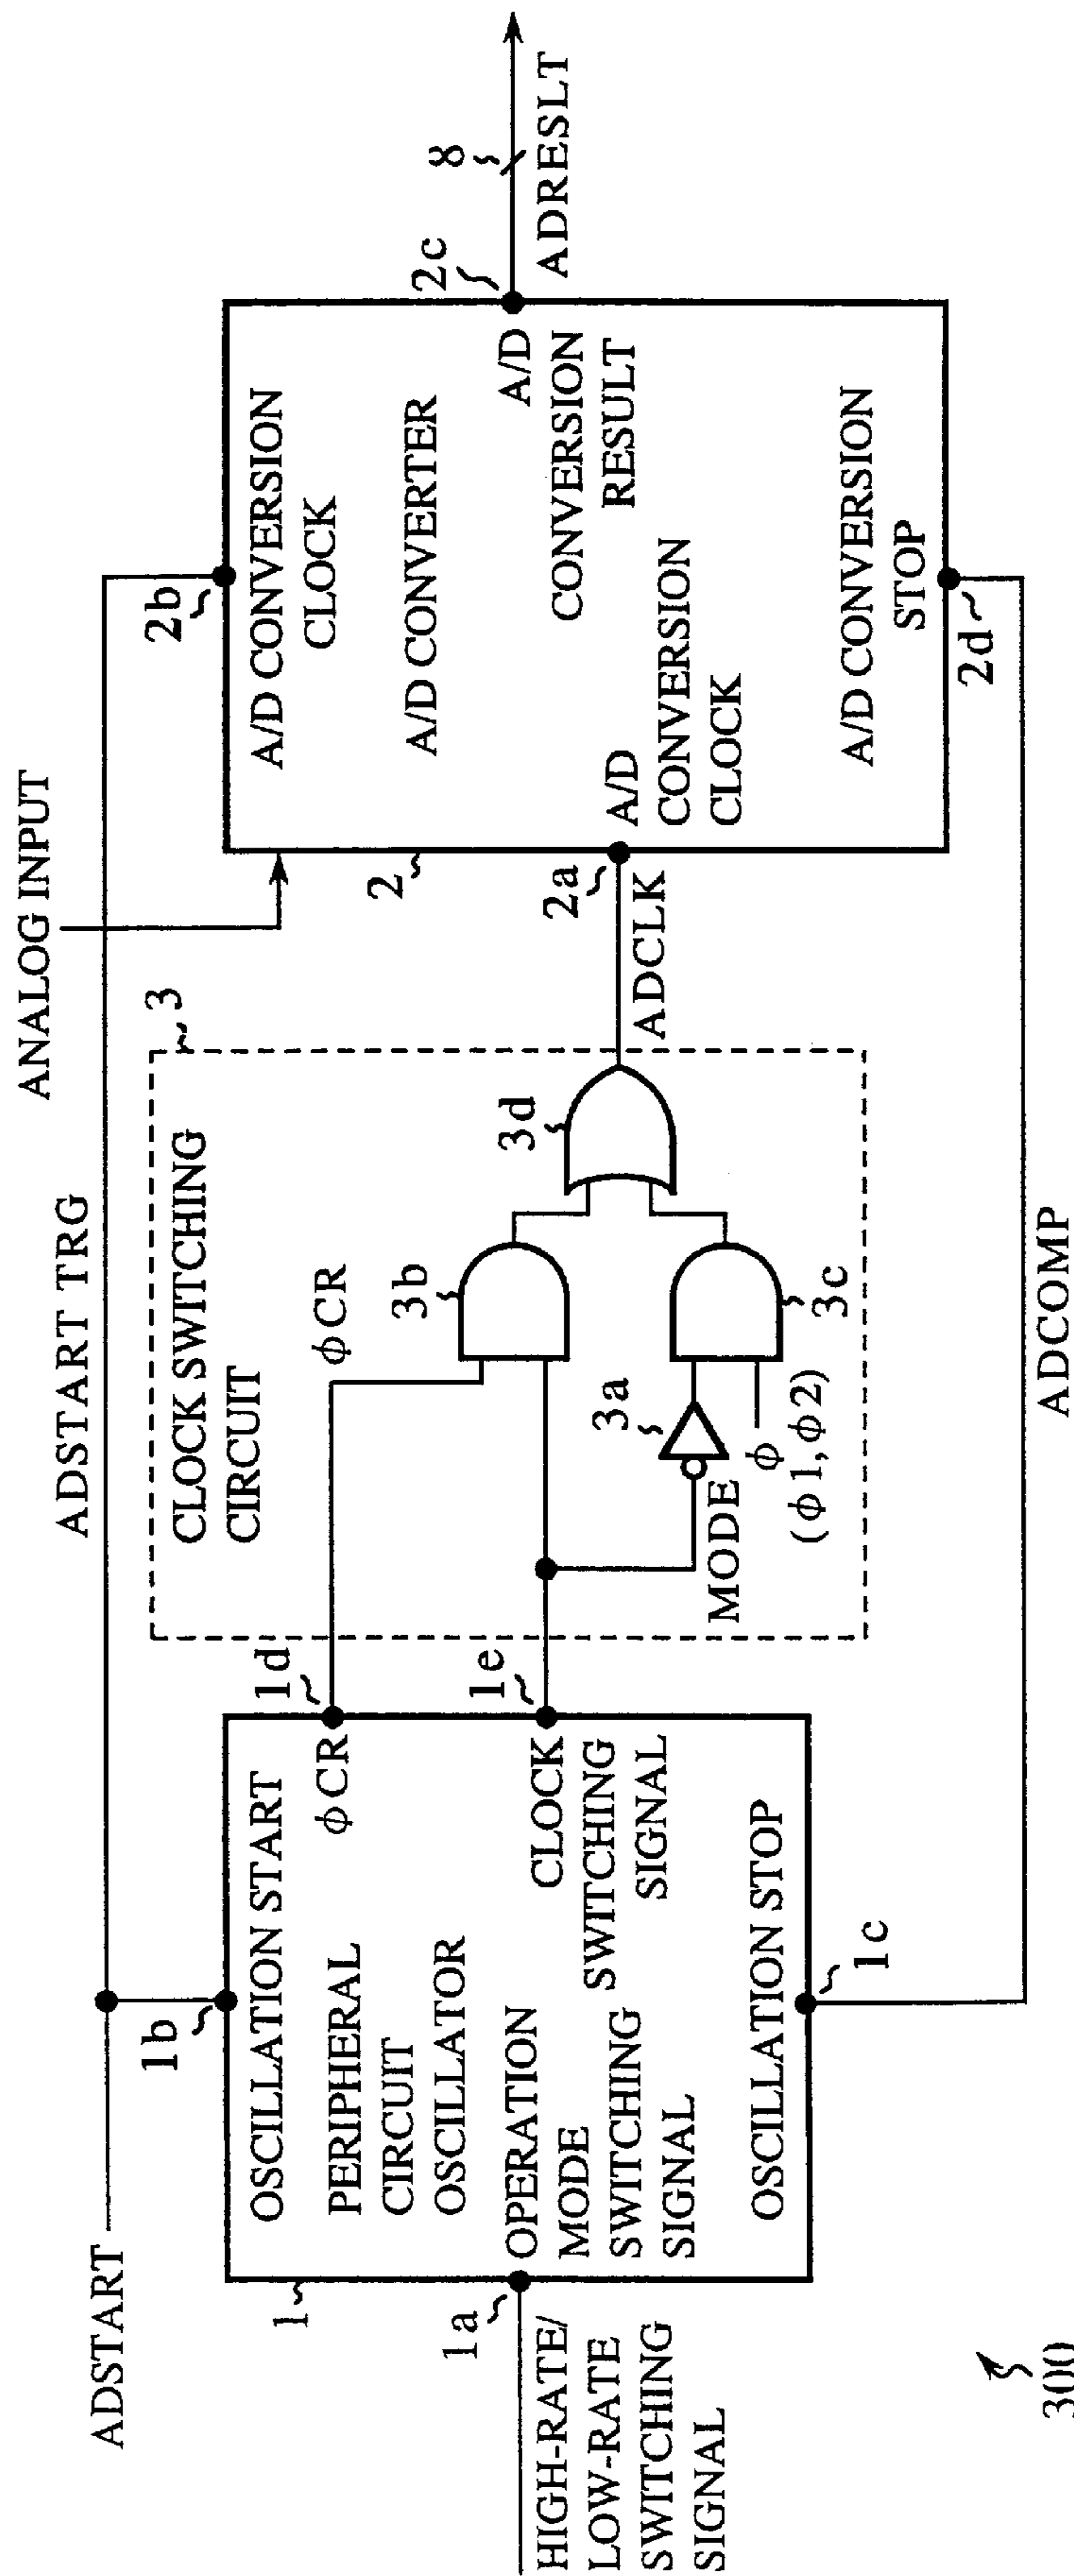 ANALOG INPUT
ADSTART
ADSTART TRG
1b
OSCILLATION START
PERIPHERAL
CIRCUIT
OSCILLATOR
1
1a
HIGH-RATE/
LOW-RATE
SWITCHING
SIGNAL
OPERATION
MODE
SWITCHING
SIGNAL
ϕCR
1d
CLOCK
SWITCHING
SIGNAL
1e
OSCILLATION STOP
1c
CLOCK SWITCHING
CIRCUIT
3
ϕCR
3b
3a
MODE
ϕ
(ϕ1, ϕ2)
3c
3d
ADCLK
2b
A/D CONVERSION
CLOCK
A/D CONVERTER
2
2a
A/D
CONVERSION
CLOCK
A/D
CONVERSION
RESULT
2c
8
ADRESLT
A/D CONVERSION
STOP
2d
ADCOMP
300